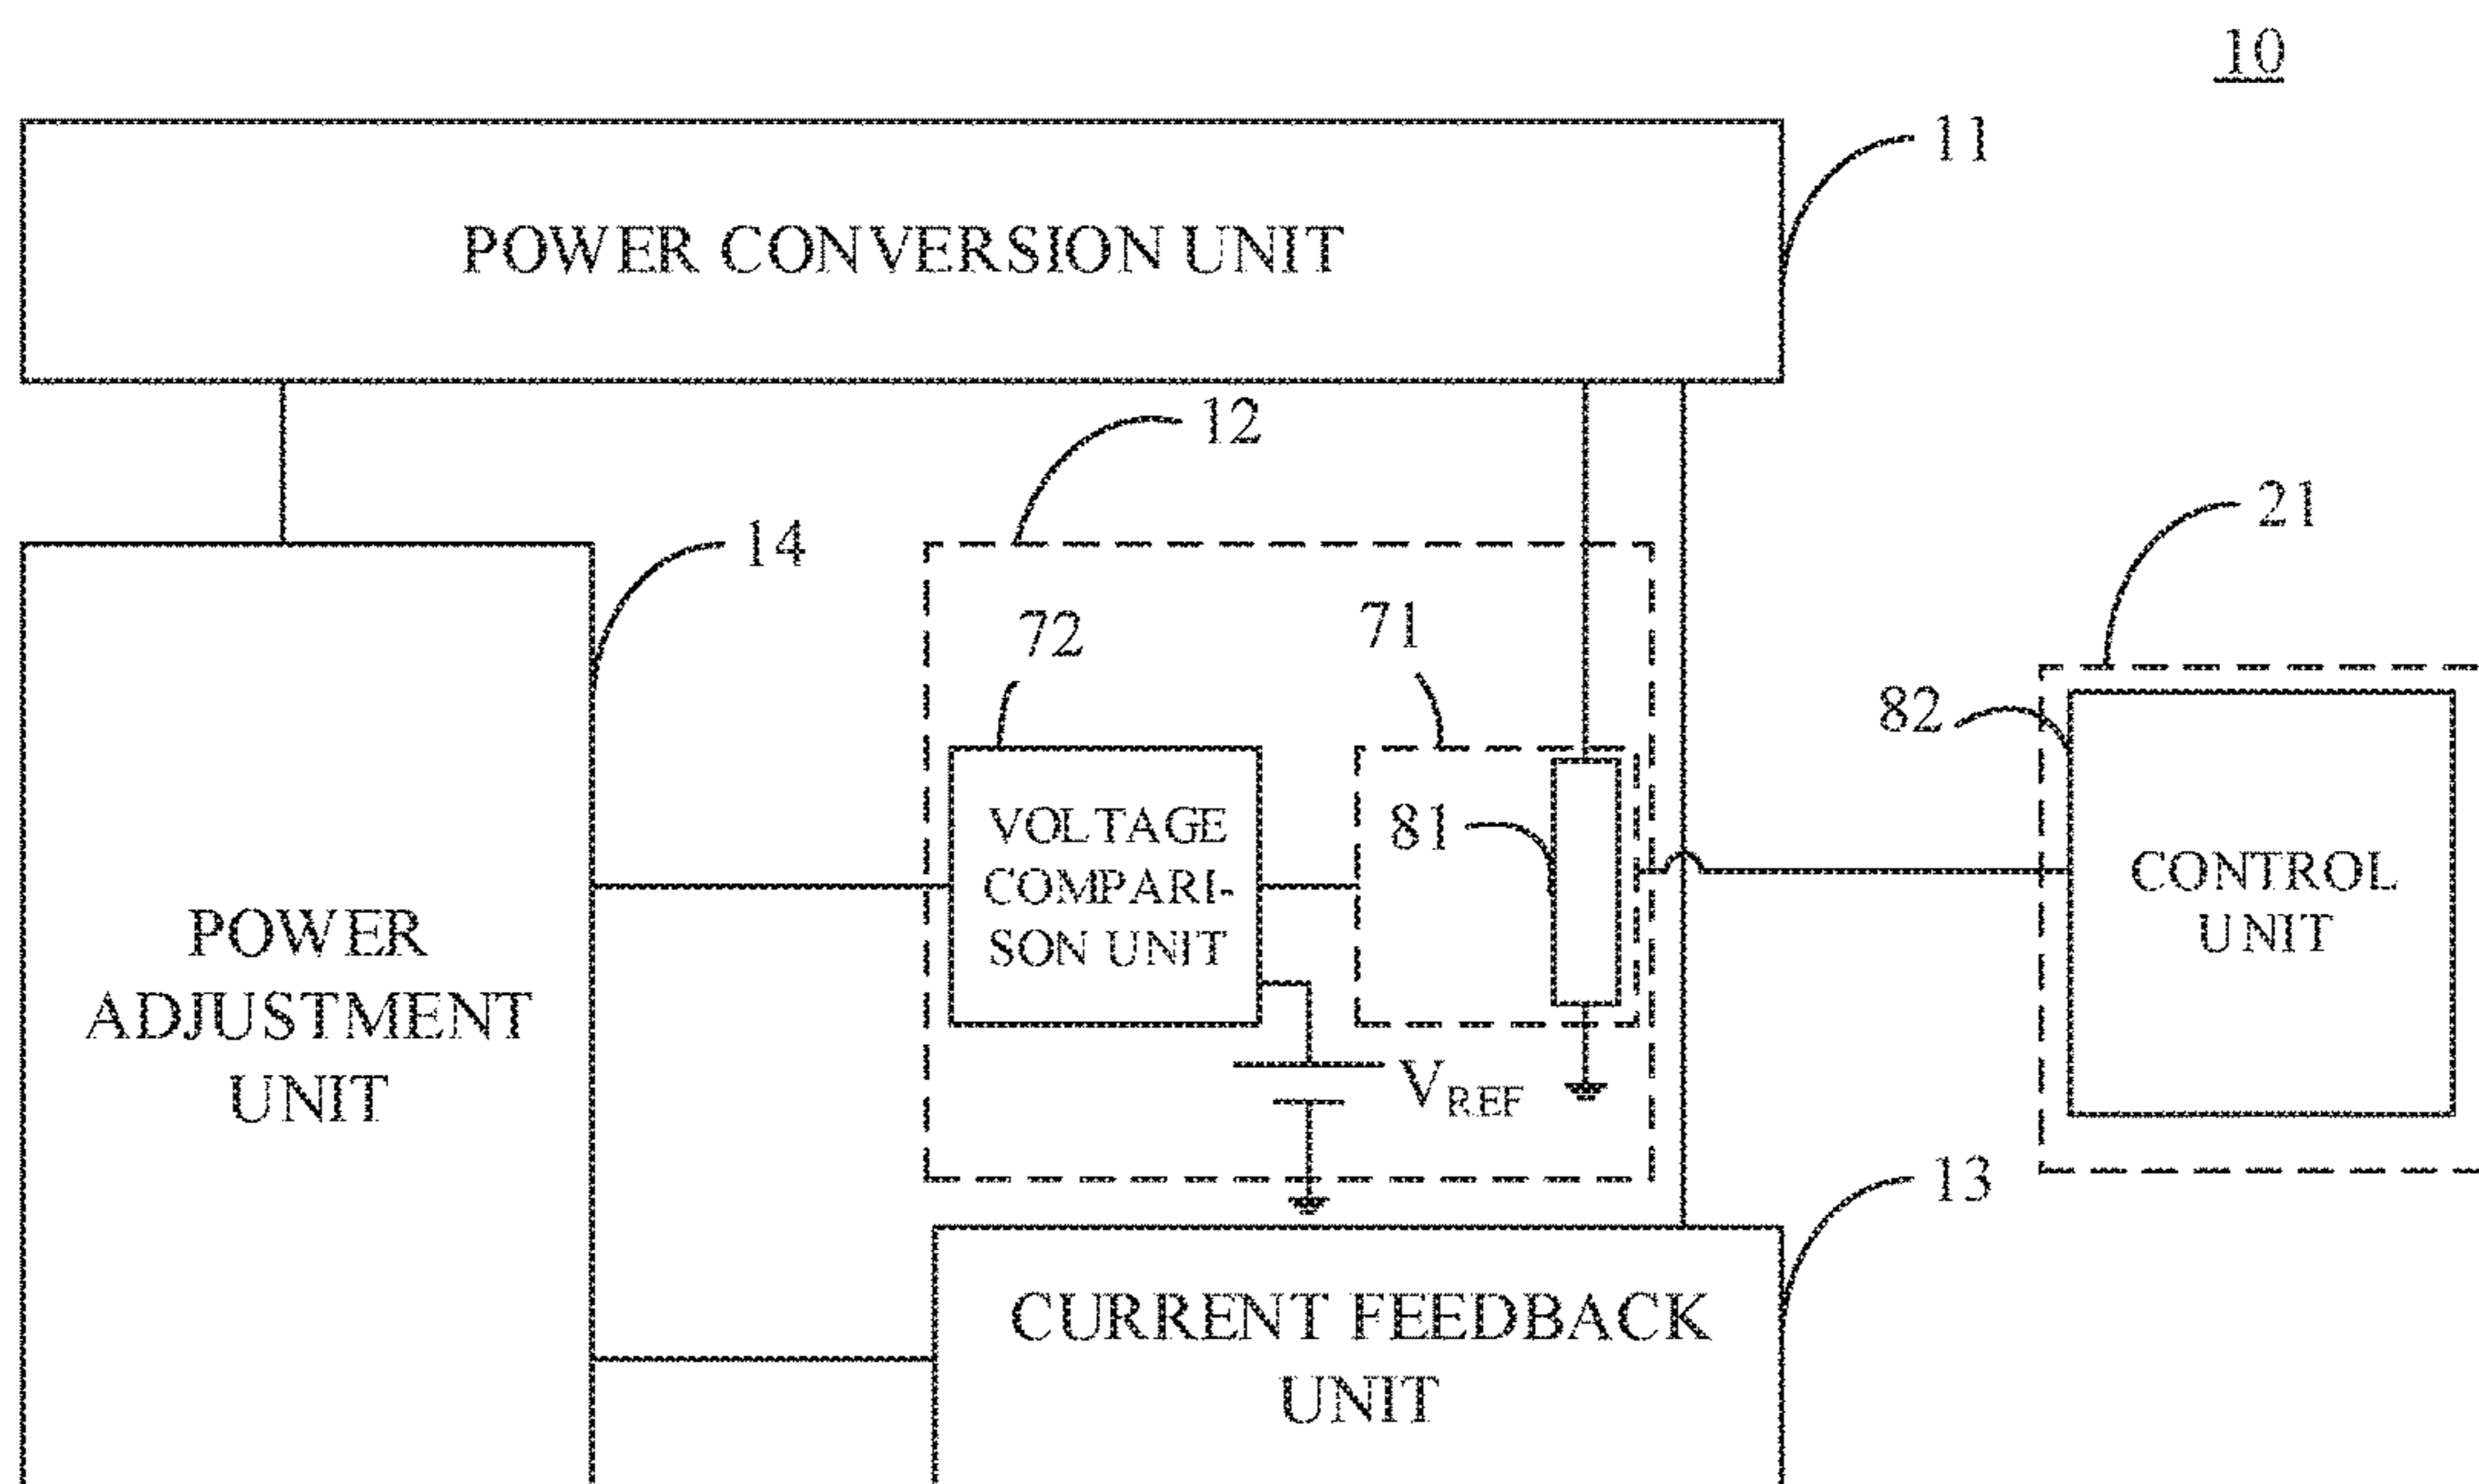 10
11
POWER CONVERSION UNIT
12
14
21
72
71
82
81
VOLTAGE
COMPARI-
SON UNIT
CONTROL
UNIT
POWER
ADJUSTMENT
UNIT
VREF
13
CURRENT FEEDBACK
UNIT